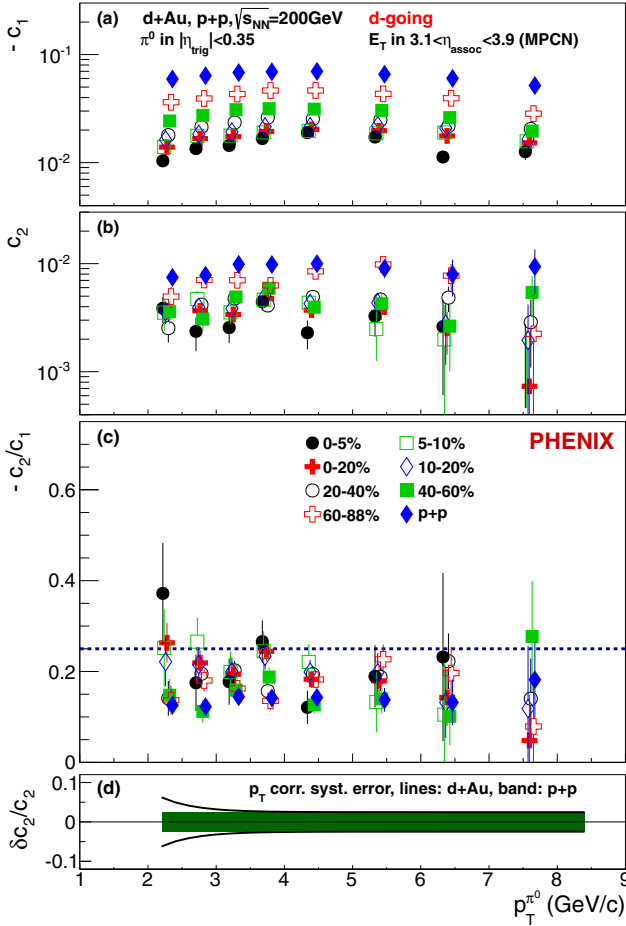 (a) d+Au, p+p, √sNN=200GeV d-going
π0 in |ηtrig|<0.35 ET in 3.1<ηassoc<3.9 (MPCN)
- c1
10−1
10−2
(b)
c2
10−2
10−3
(c) PHENIX
- c2/c1
0-5% 5-10%
0-20% 10-20%
20-40% 40-60%
60-88% p+p
0.6
0.4
0.2
0
(d) pT corr. syst. error, lines: d+Au, band: p+p
δc2/c2
0.1
0
-0.1
1 2 3 4 5 6 7 8 9
pTπ0 (GeV/c)